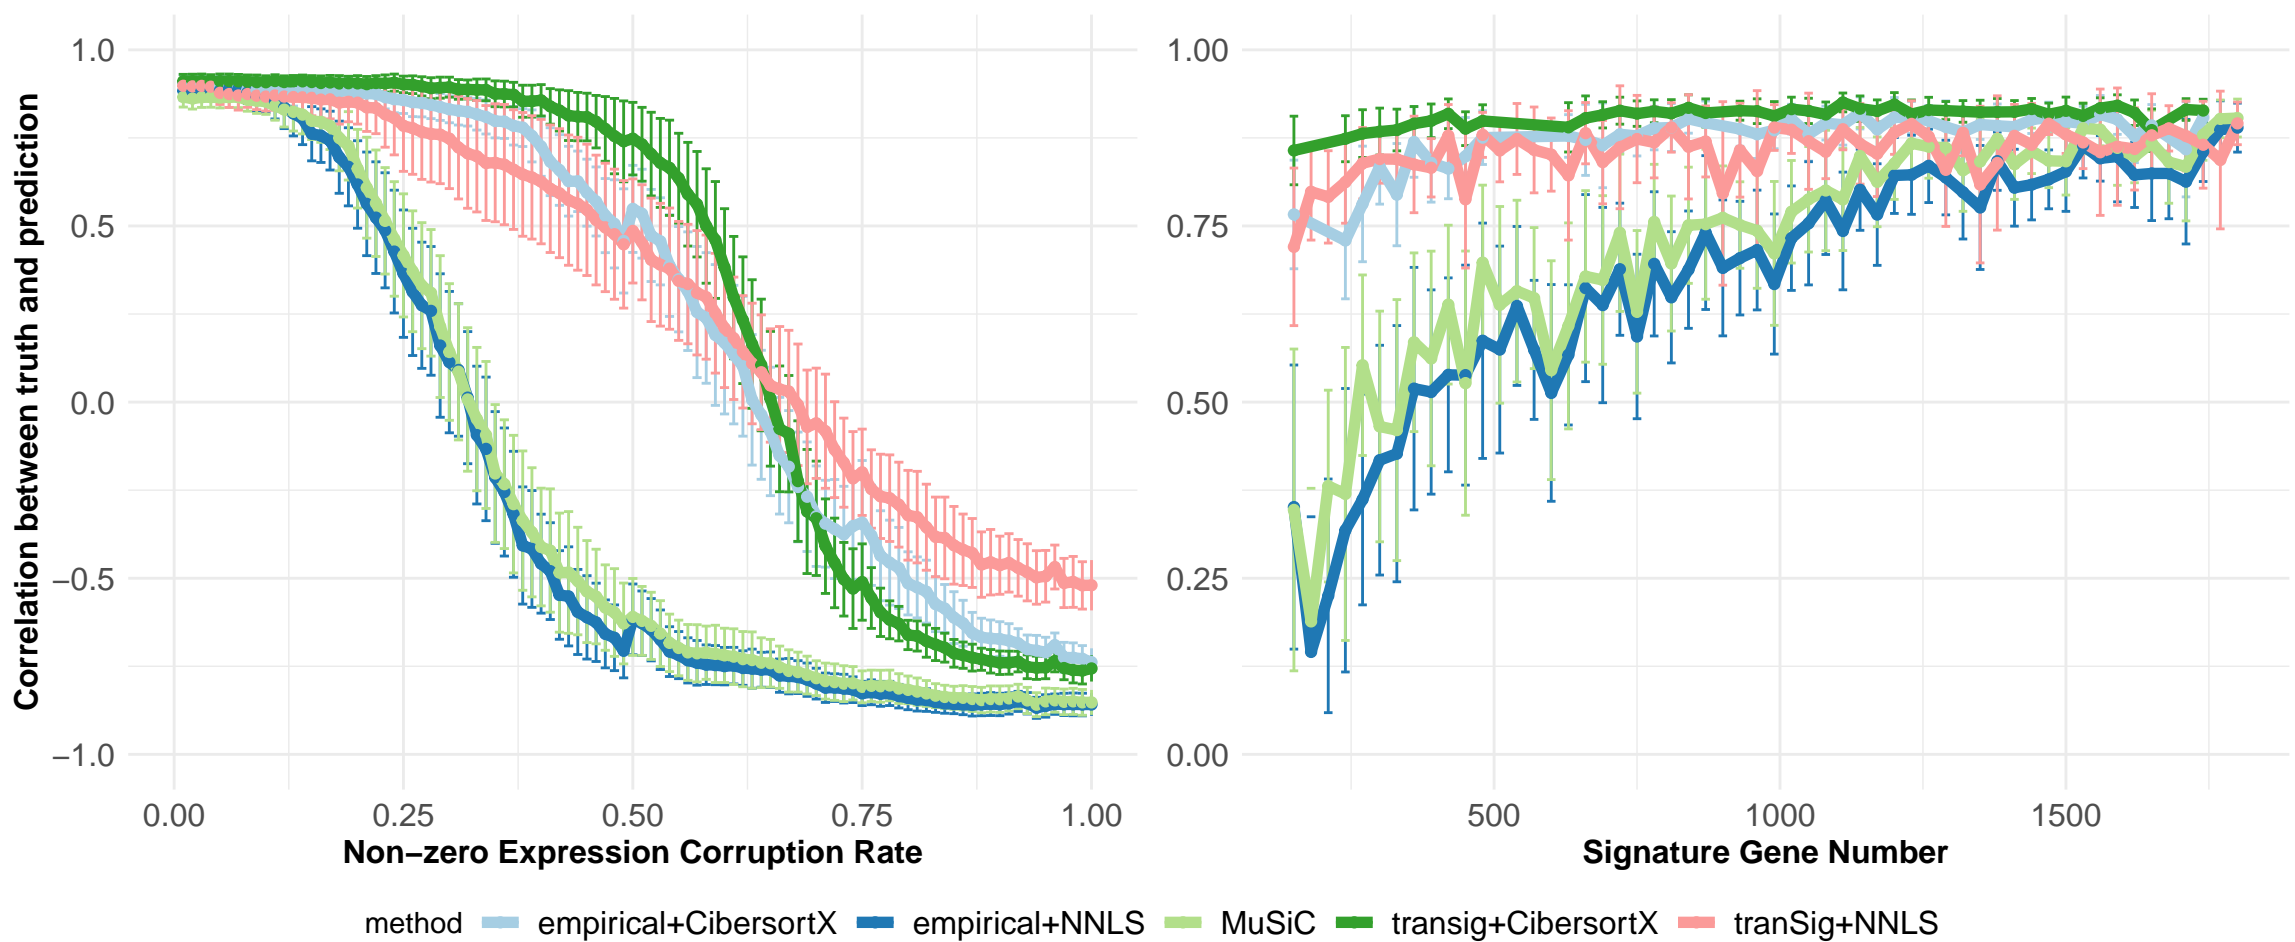 Correlation between truth and prediction
1.0
0.5
0.0
−0.5
−1.0
0.00 0.25 0.50 0.75 1.00
Non−zero Expression Corruption Rate
1.00
0.75
0.50
0.25
0.00
500 1000 1500
Signature Gene Number
method empirical+CibersortX empirical+NNLS MuSiC transig+CibersortX tranSig+NNLS